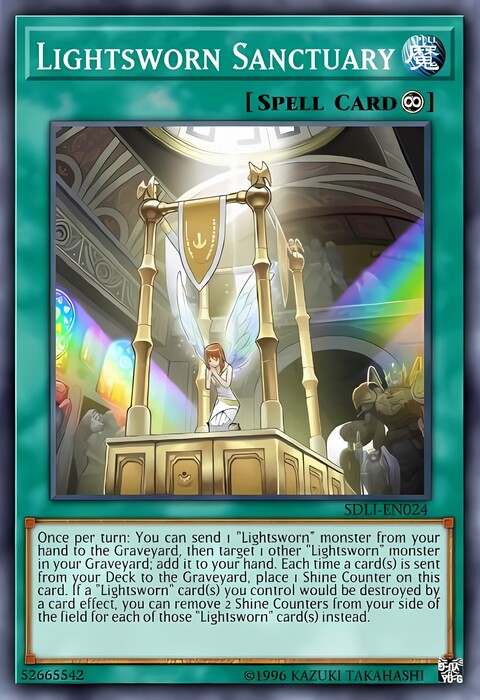 LIGHTSWORN SANCTUARY
魔
[SPELL CARD]
SDLI-EN024
Once per turn: You can send 1 "Lightsworn" monster from your
hand to the Graveyard, then target 1 other "Lightsworn" monster
in your Graveyard; add it to your hand. Each time a card(s) is sent
from your Deck to the Graveyard, place 1 Shine Counter on this
card. If a "Lightsworn" card(s) you control would be destroyed by
a card effect, you can remove 2 Shine Counters from your side of
the field for each of those "Lightsworn" card(s) instead.
52665542
©1996 KAZUKI TAKAHASHI